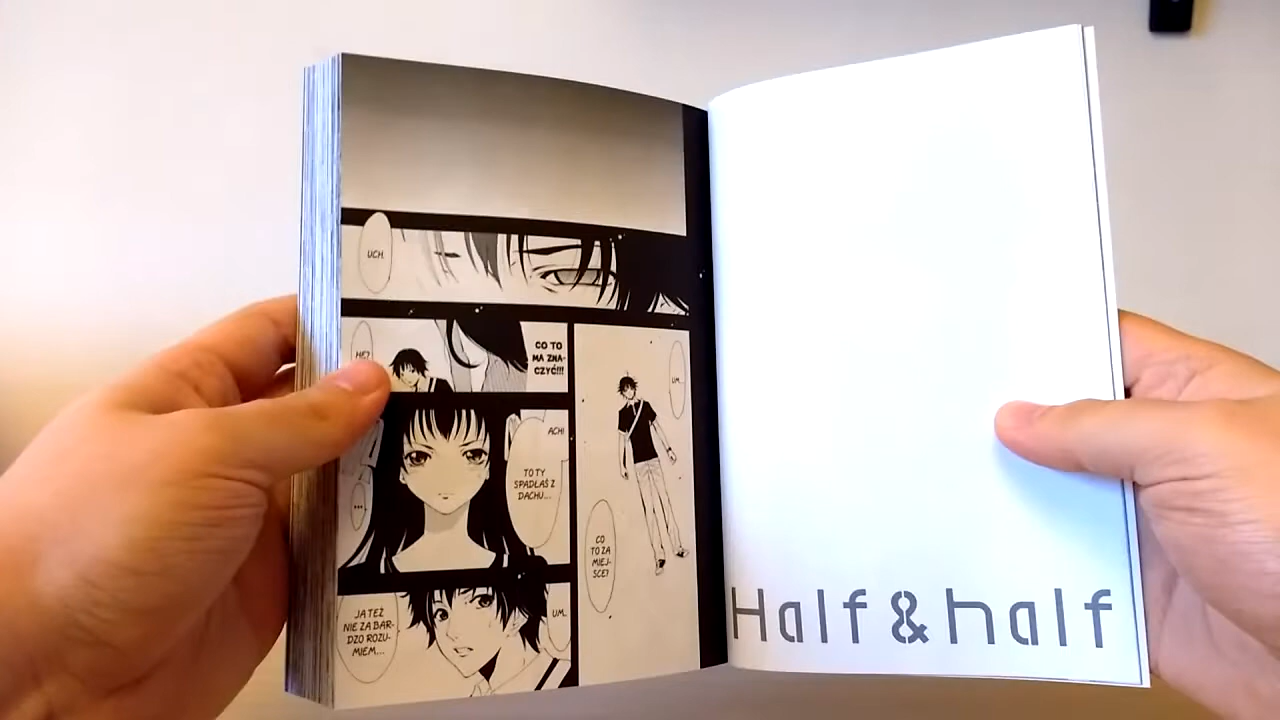 Half & half
UCH.
UM...
CO
TO ZA
MIEJ-
SCE?
CO TO
MA ZNA-
CZYĆ!!!
HĘ?
ACH!
TO TY
SPADŁAŚ Z
DACHU...
...
UM..
JA TEŻ
NIE ZA BAR-
DZO ROZU-
MIEM...